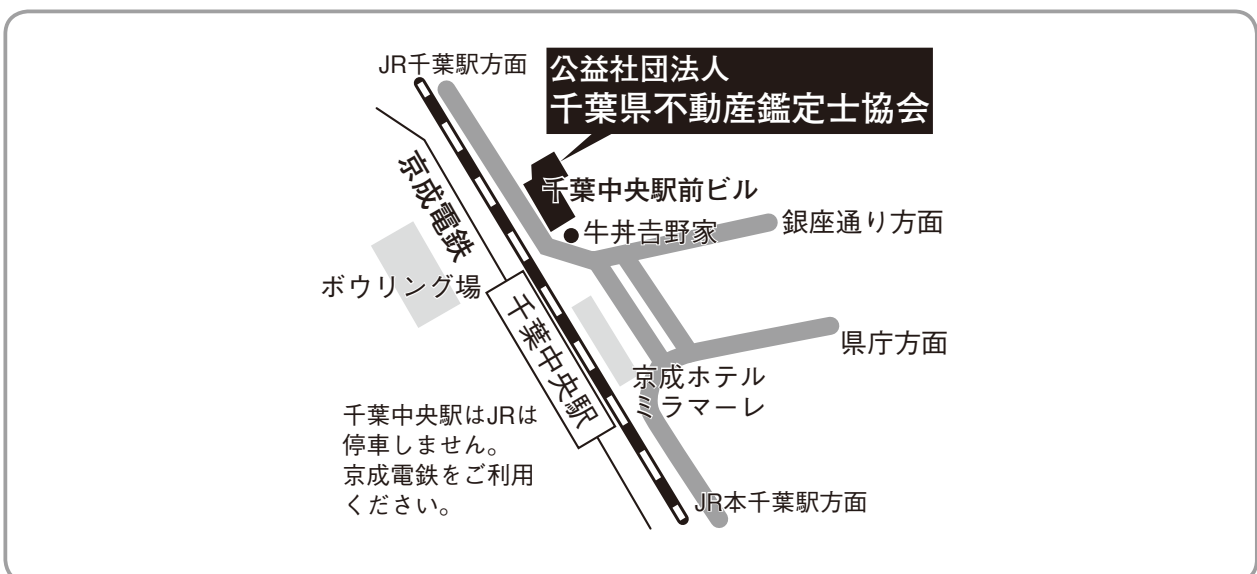 JR千葉駅方面
公益社団法人
千葉県不動産鑑定士協会
京成電鉄
千葉中央駅前ビル
牛丼吉野家
銀座通り方面
ボウリング場
千葉中央駅
県庁方面
京成ホテル
ミラマーレ
千葉中央駅はJRは
停車しません。
京成電鉄をご利用
ください。
JR本千葉駅方面